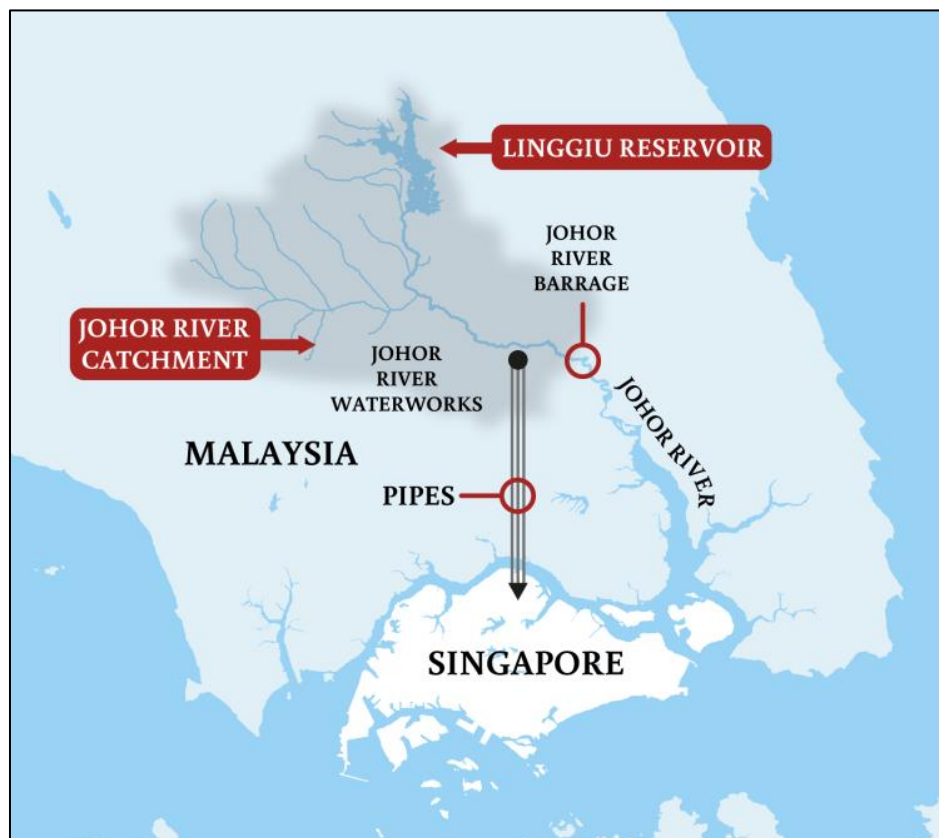 LINGGIU RESERVOIR
JOHOR
RIVER
BARRAGE
JOHOR RIVER
CATCHMENT
JOHOR
RIVER
WATERWORKS
JOHOR RIVER
MALAYSIA
PIPES
SINGAPORE